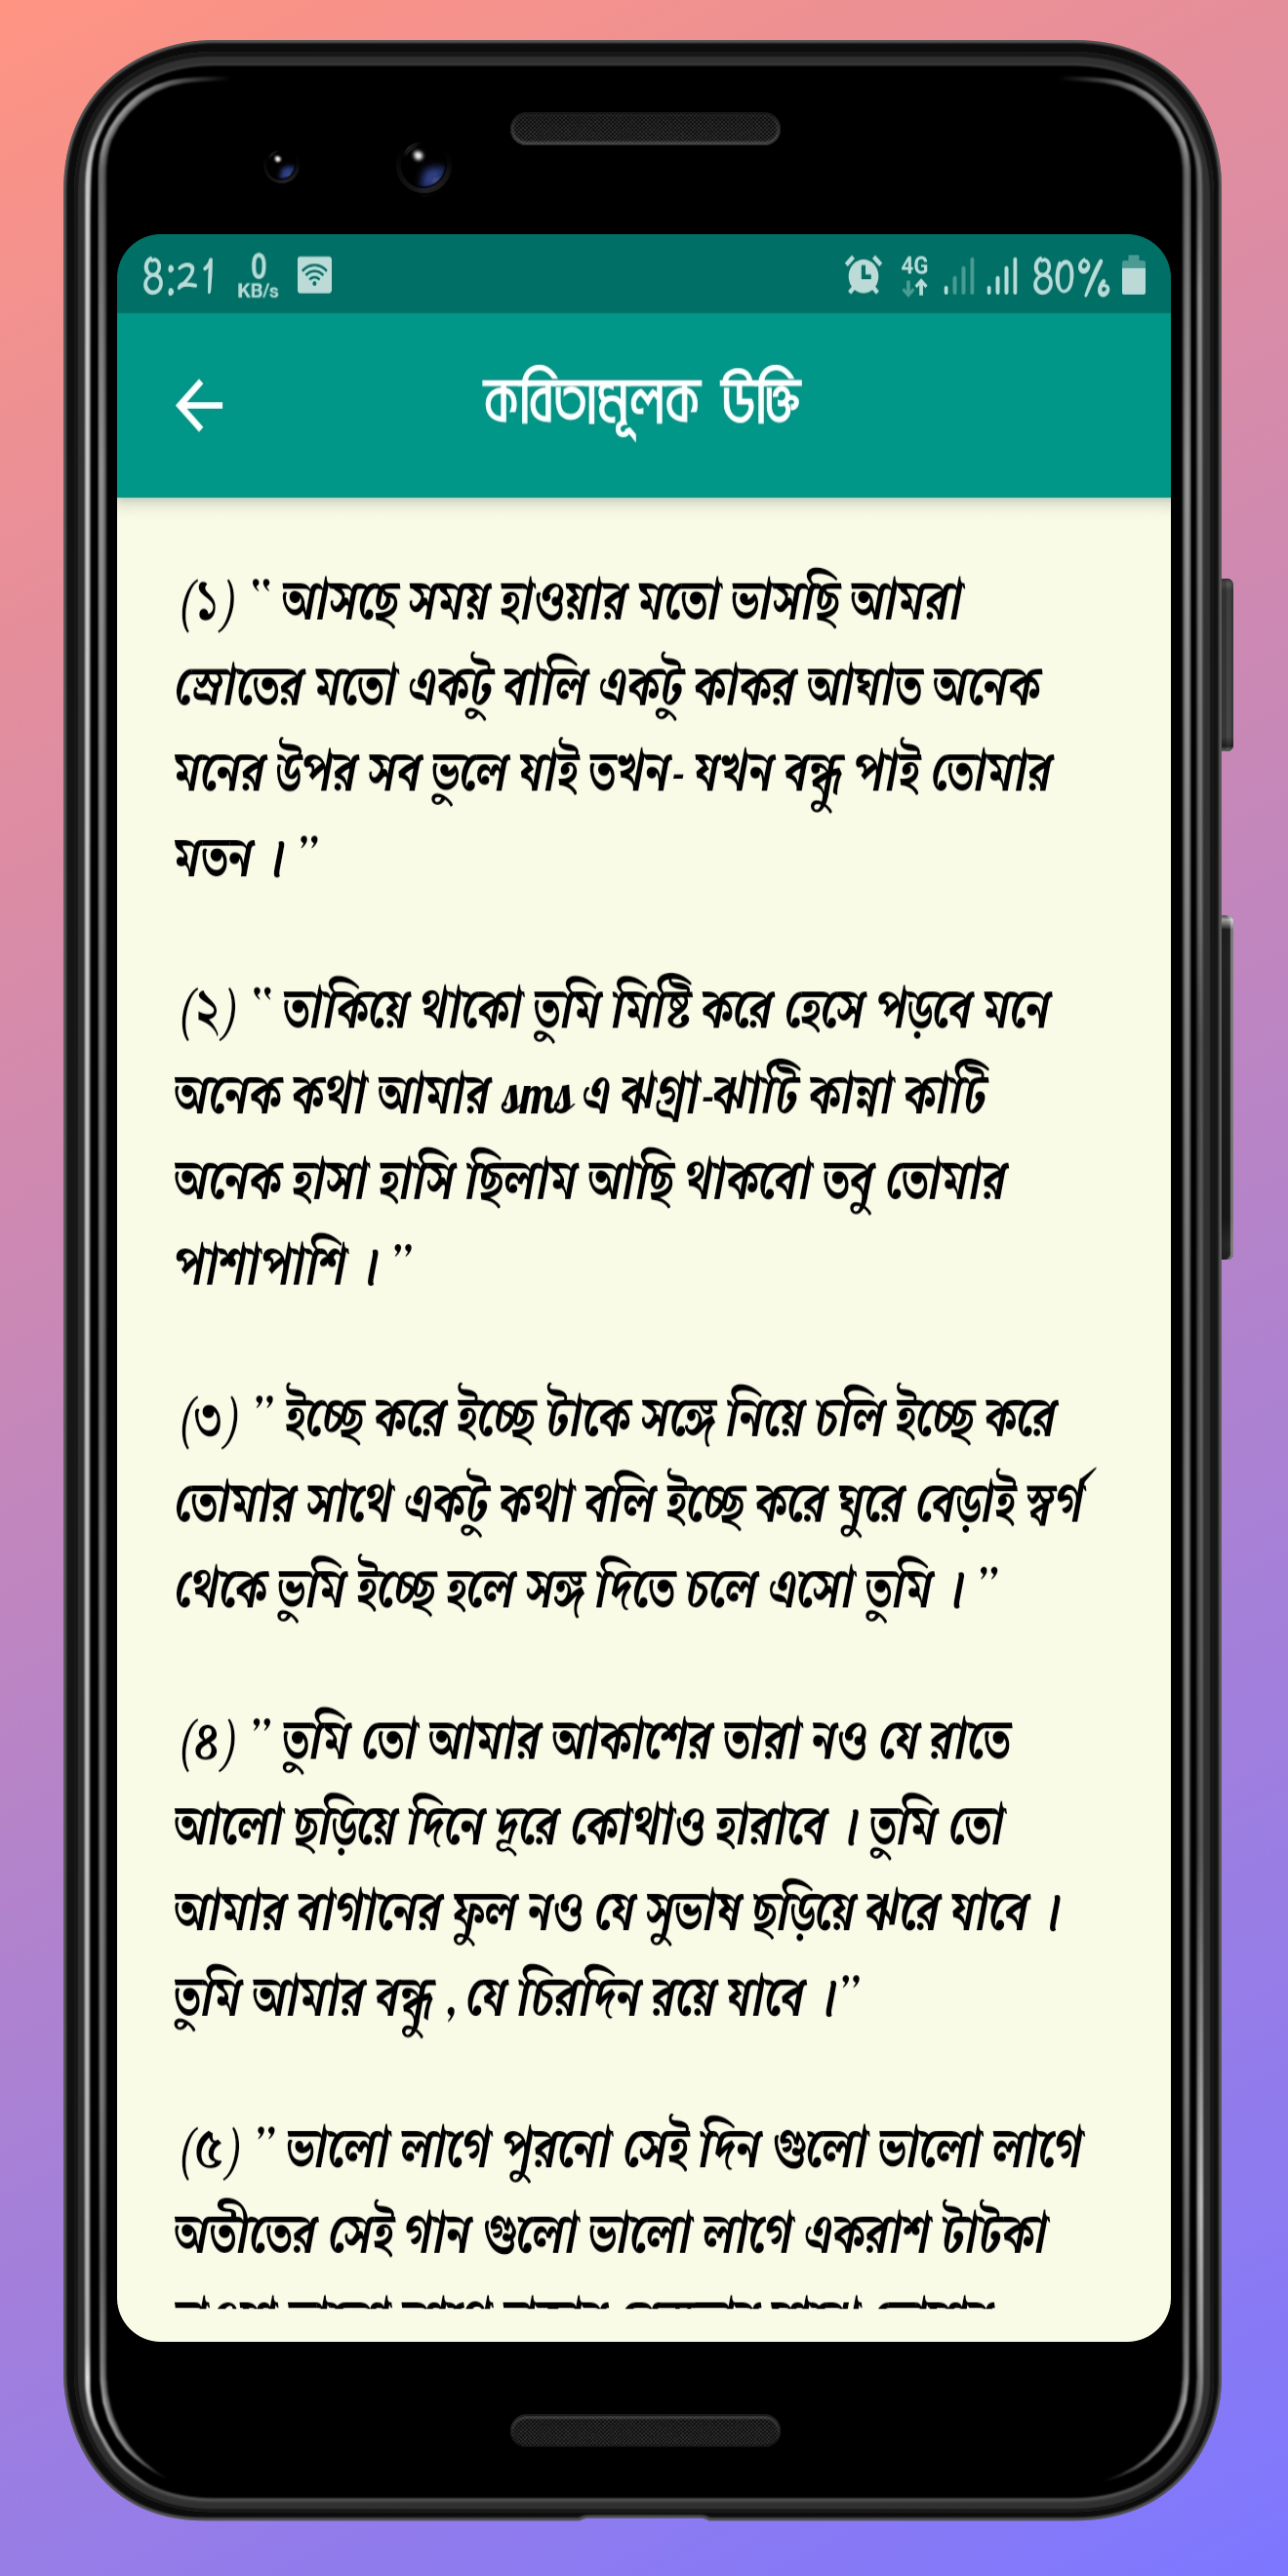 8:21 0 KB/s 4G 80%
কবিতামূলক উক্তি
(১) “ আসছে সময় হাওয়ার মতো ভাসছি আমরা
স্রোতের মতো একটু বালি একটু কাকর আঘাত অনেক
মনের উপর সব ভুলে যাই তখন- যখন বন্ধু পাই তোমার
মতন । ”
(২) “ তাকিয়ে থাকো তুমি মিষ্টি করে হেসে পড়বে মনে
অনেক কথা আমার sms এ ঝগ্রা-ঝাটি কান্না কাটি
অনেক হাসা হাসি ছিলাম আছি থাকবো তবু তোমার
পাশাপাশি । ”
(৩) ” ইচ্ছে করে ইচ্ছে টাকে সঙ্গে নিয়ে চলি ইচ্ছে করে
তোমার সাথে একটু কথা বলি ইচ্ছে করে ঘুরে বেড়াই স্বর্গ
থেকে ভুমি ইচ্ছে হলে সঙ্গ দিতে চলে এসো তুমি । ”
(৪) ” তুমি তো আমার আকাশের তারা নও যে রাতে
আলো ছড়িয়ে দিনে দূরে কোথাও হারাবে । তুমি তো
আমার বাগানের ফুল নও যে সুভাষ ছড়িয়ে ঝরে যাবে ।
তুমি আমার বন্ধু , যে চিরদিন রয়ে যাবে ।”
(৫) ” ভালো লাগে পুরনো সেই দিন গুলো ভালো লাগে
অতীতের সেই গান গুলো ভালো লাগে একরাশ টাটকা